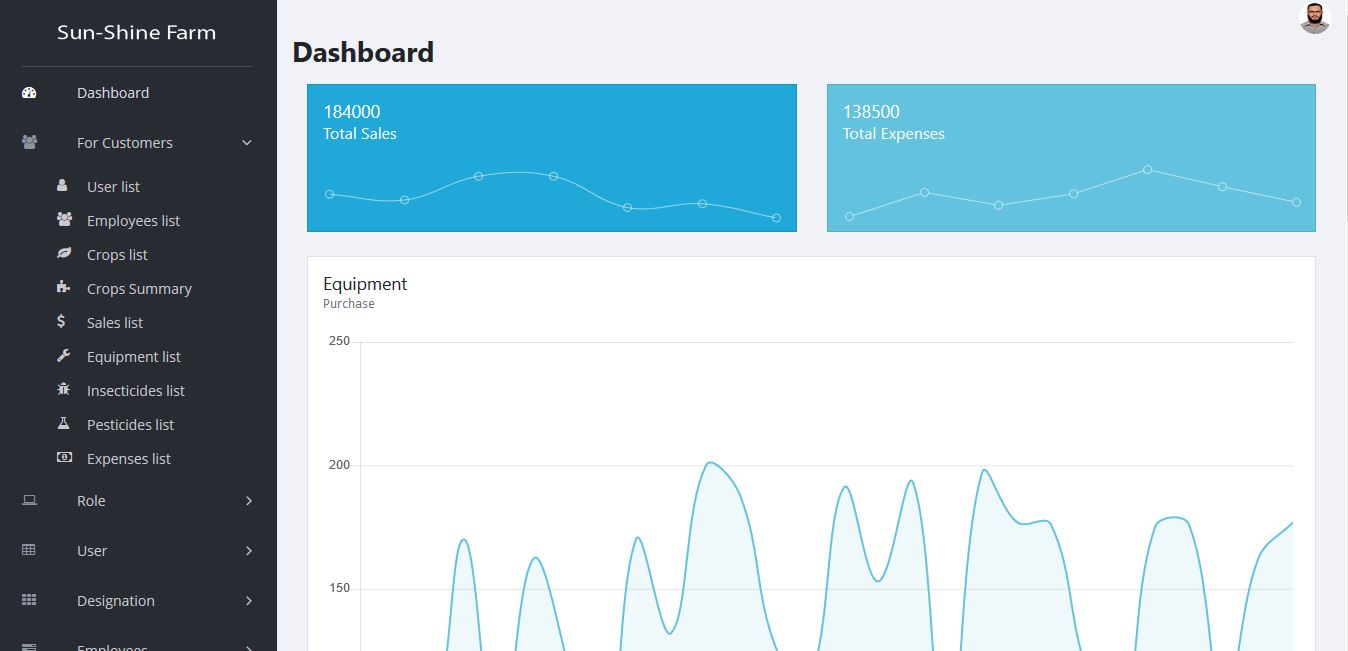 Sun-Shine Farm
Dashboard
For Customers
User list
Employees list
Crops list
Crops Summary
Sales list
Equipment list
Insecticides list
Pesticides list
Expenses list
Role
User
Designation
Employees
Dashboard
184000
Total Sales
138500
Total Expenses
Equipment
Purchase
250
200
150